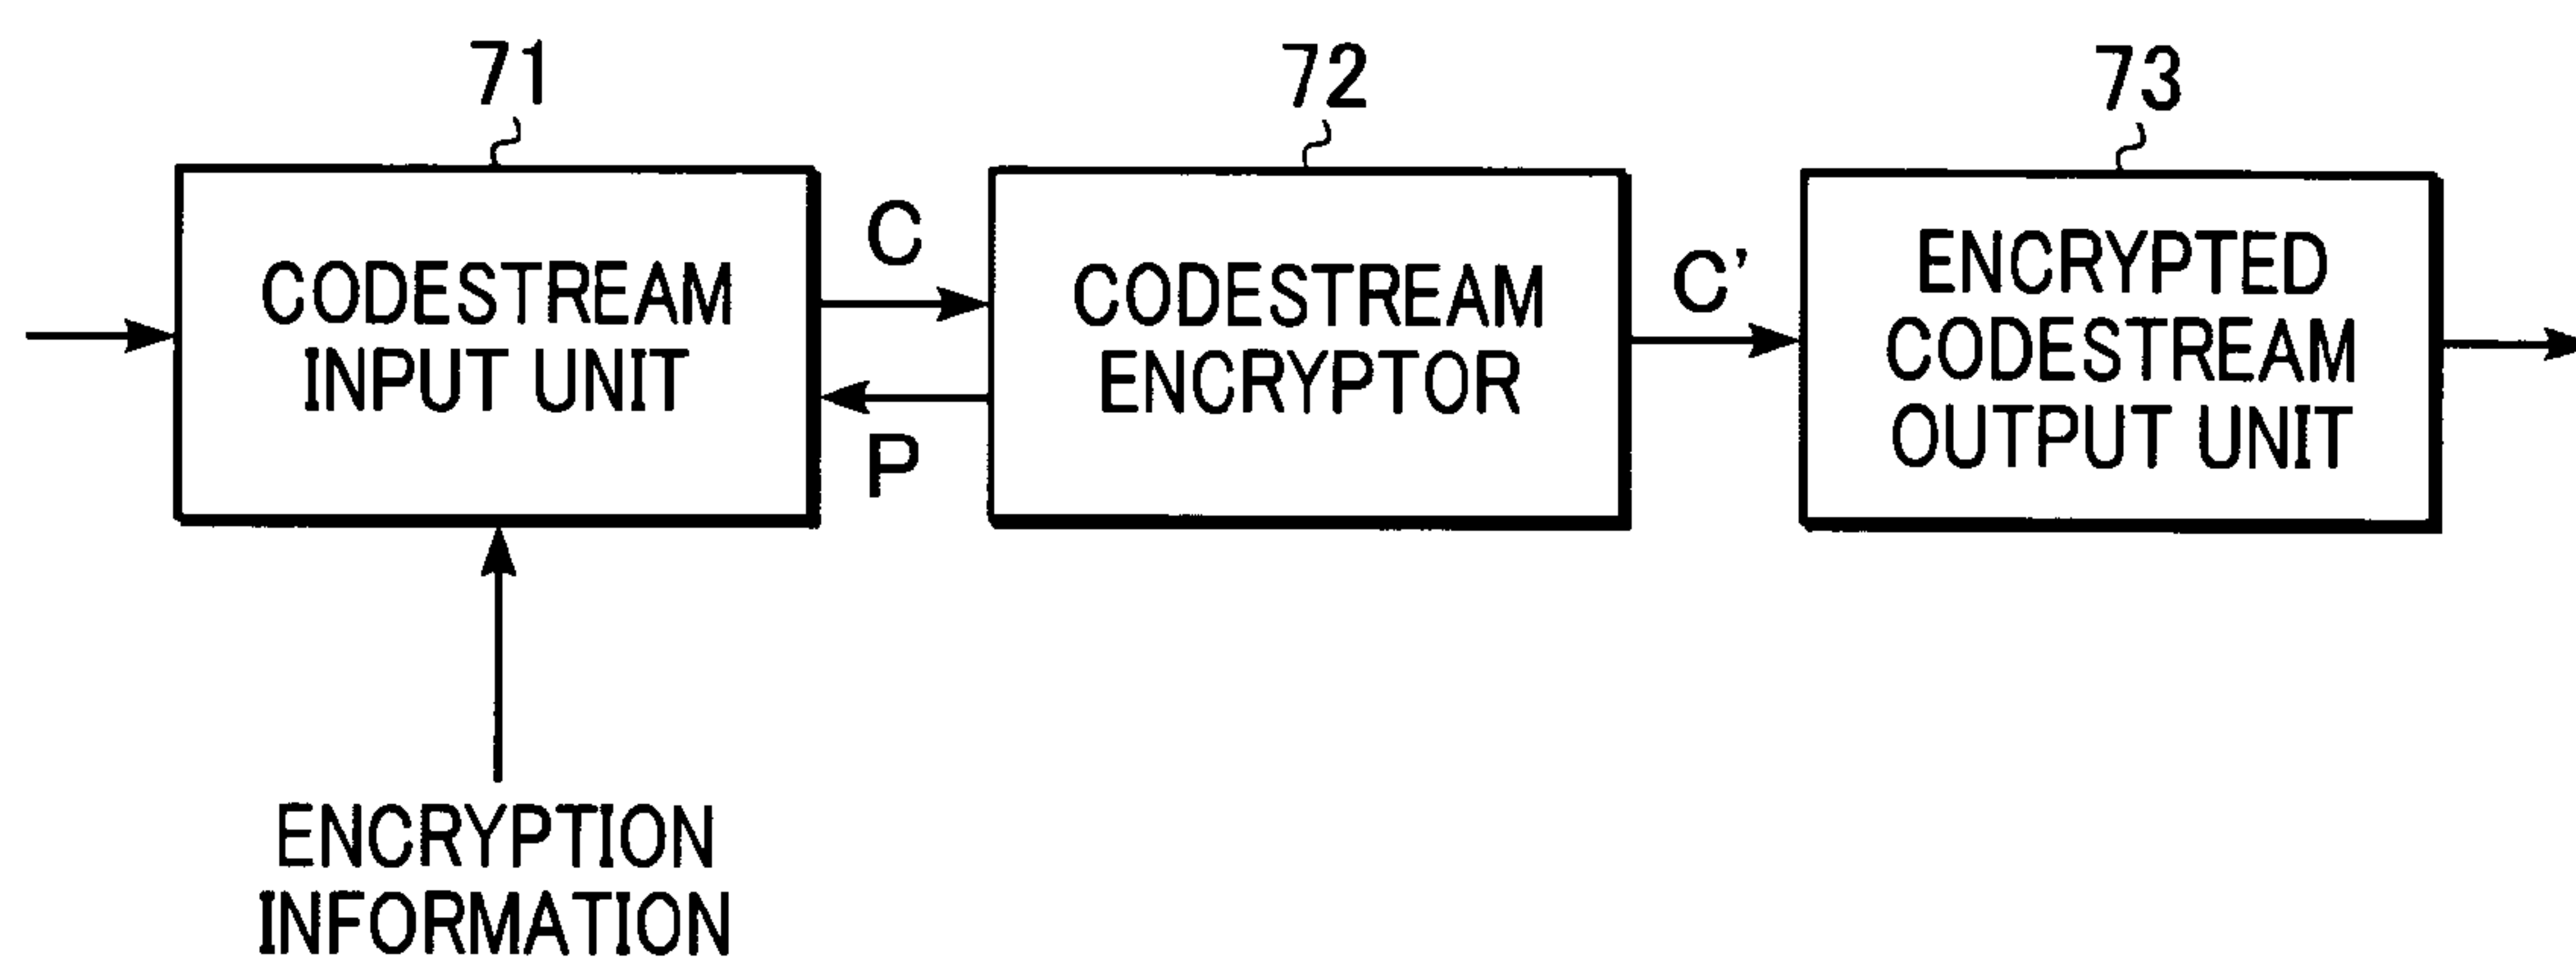 71
72
73
CODESTREAM
INPUT UNIT
C
P
CODESTREAM
ENCRYPTOR
C'
ENCRYPTED
CODESTREAM
OUTPUT UNIT
ENCRYPTION
INFORMATION